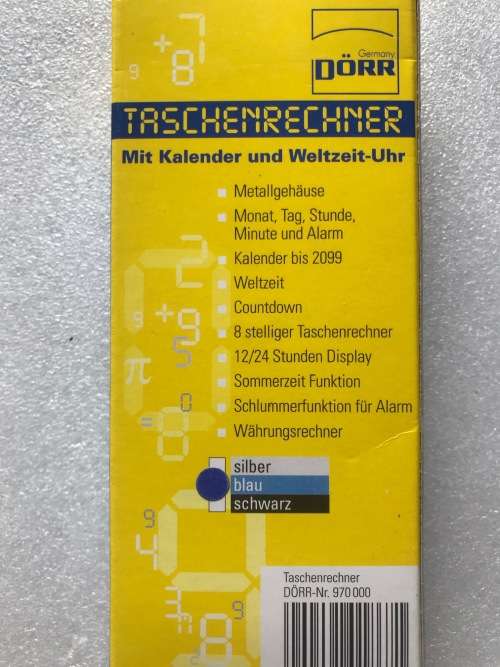 Germany
DÖRR
TASCHENRECHNER
Mit Kalender und Weltzeit-Uhr
Metallgehäuse
Monat, Tag, Stunde,
Minute und Alarm
Kalender bis 2099
Weltzeit
Countdown
8 stelliger Taschenrechner
12/24 Stunden Display
Sommerzeit Funktion
Schlummerfunktion für Alarm
Währungsrechner
silber
blau
schwarz
Taschenrechner
DÖRR-Nr. 970 000